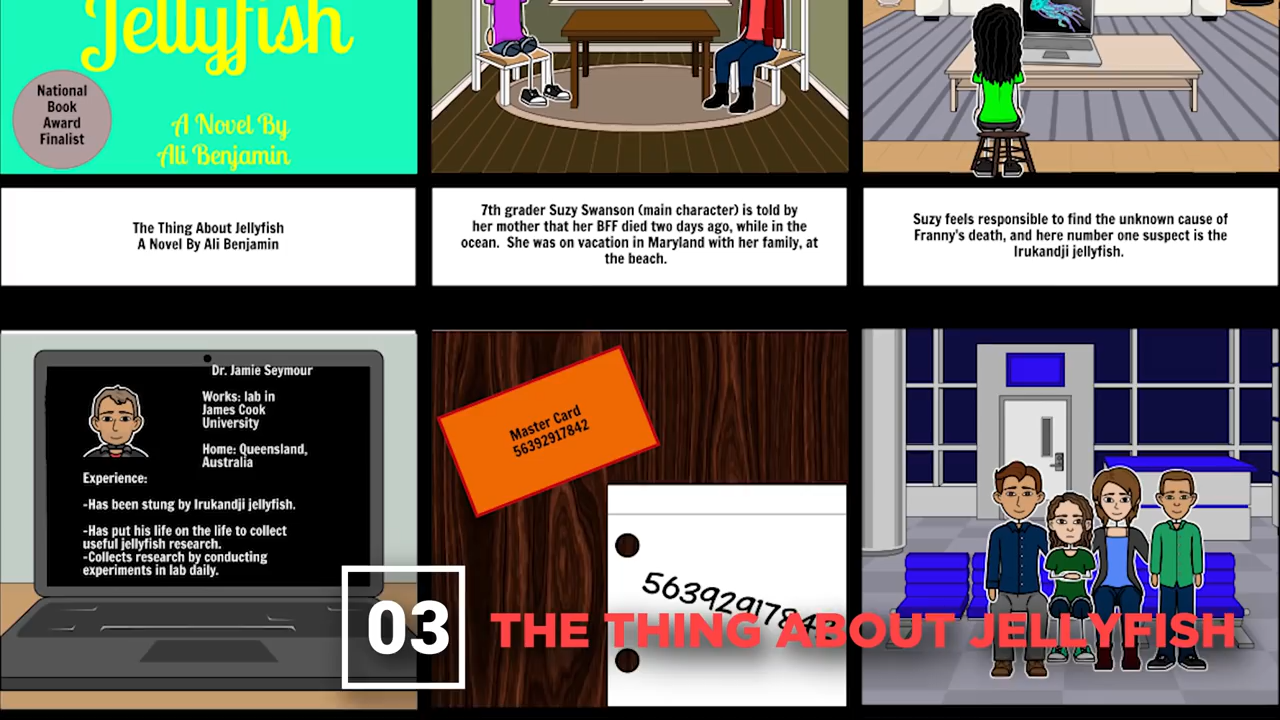 Jellyfish
National
Book
Award
Finalist
A Novel By
Ali Benjamin
The Thing About Jellyfish
A Novel By Ali Benjamin
7th grader Suzy Swanson (main character) is told by
her mother that her BFF died two days ago, while in the
ocean. She was on vacation in Maryland with her family, at
the beach.
Suzy feels responsible to find the unknown cause of
Franny's death, and here number one suspect is the
Irukandji jellyfish.
Dr. Jamie Seymour
Works: lab in
James Cook
University
Home: Queensland,
Australia
Experience:
-Has been stung by Irukandji jellyfish.
-Has put his life on the life to collect
useful jellyfish research.
-Collects research by conducting
experiments in lab daily.
Master Card
56392917842
5639291784
03 THE THING ABOUT JELLYFISH